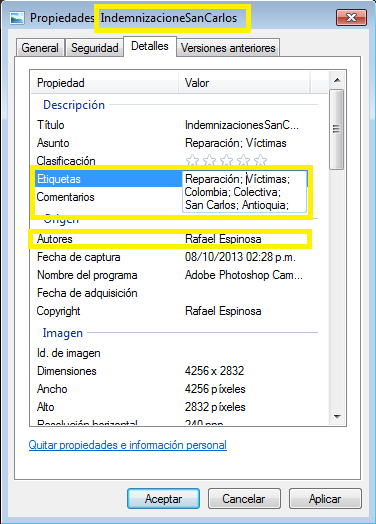 Propiedades: IndemnizacioneSanCarlos
General Seguridad Detalles Versiones anteriores
Propiedad Valor
Descripción
Título IndemnizacionesSanC...
Asunto Reparación; Víctimas
Clasificación
Etiquetas Reparación; Víctimas;
Colombia; Colectiva;
Comentarios San Carlos; Antioquia;
Origen
Autores Rafael Espinosa
Fecha de captura 08/10/2013 02:28 p.m.
Nombre del programa Adobe Photoshop Cam...
Fecha de adquisición
Copyright Rafael Espinosa
Imagen
Id. de imagen
Dimensiones 4256 x 2832
Ancho 4256 píxeles
Alto 2832 píxeles
Resolución horizontal 240 ppp
Quitar propiedades e información personal
Aceptar Cancelar Aplicar